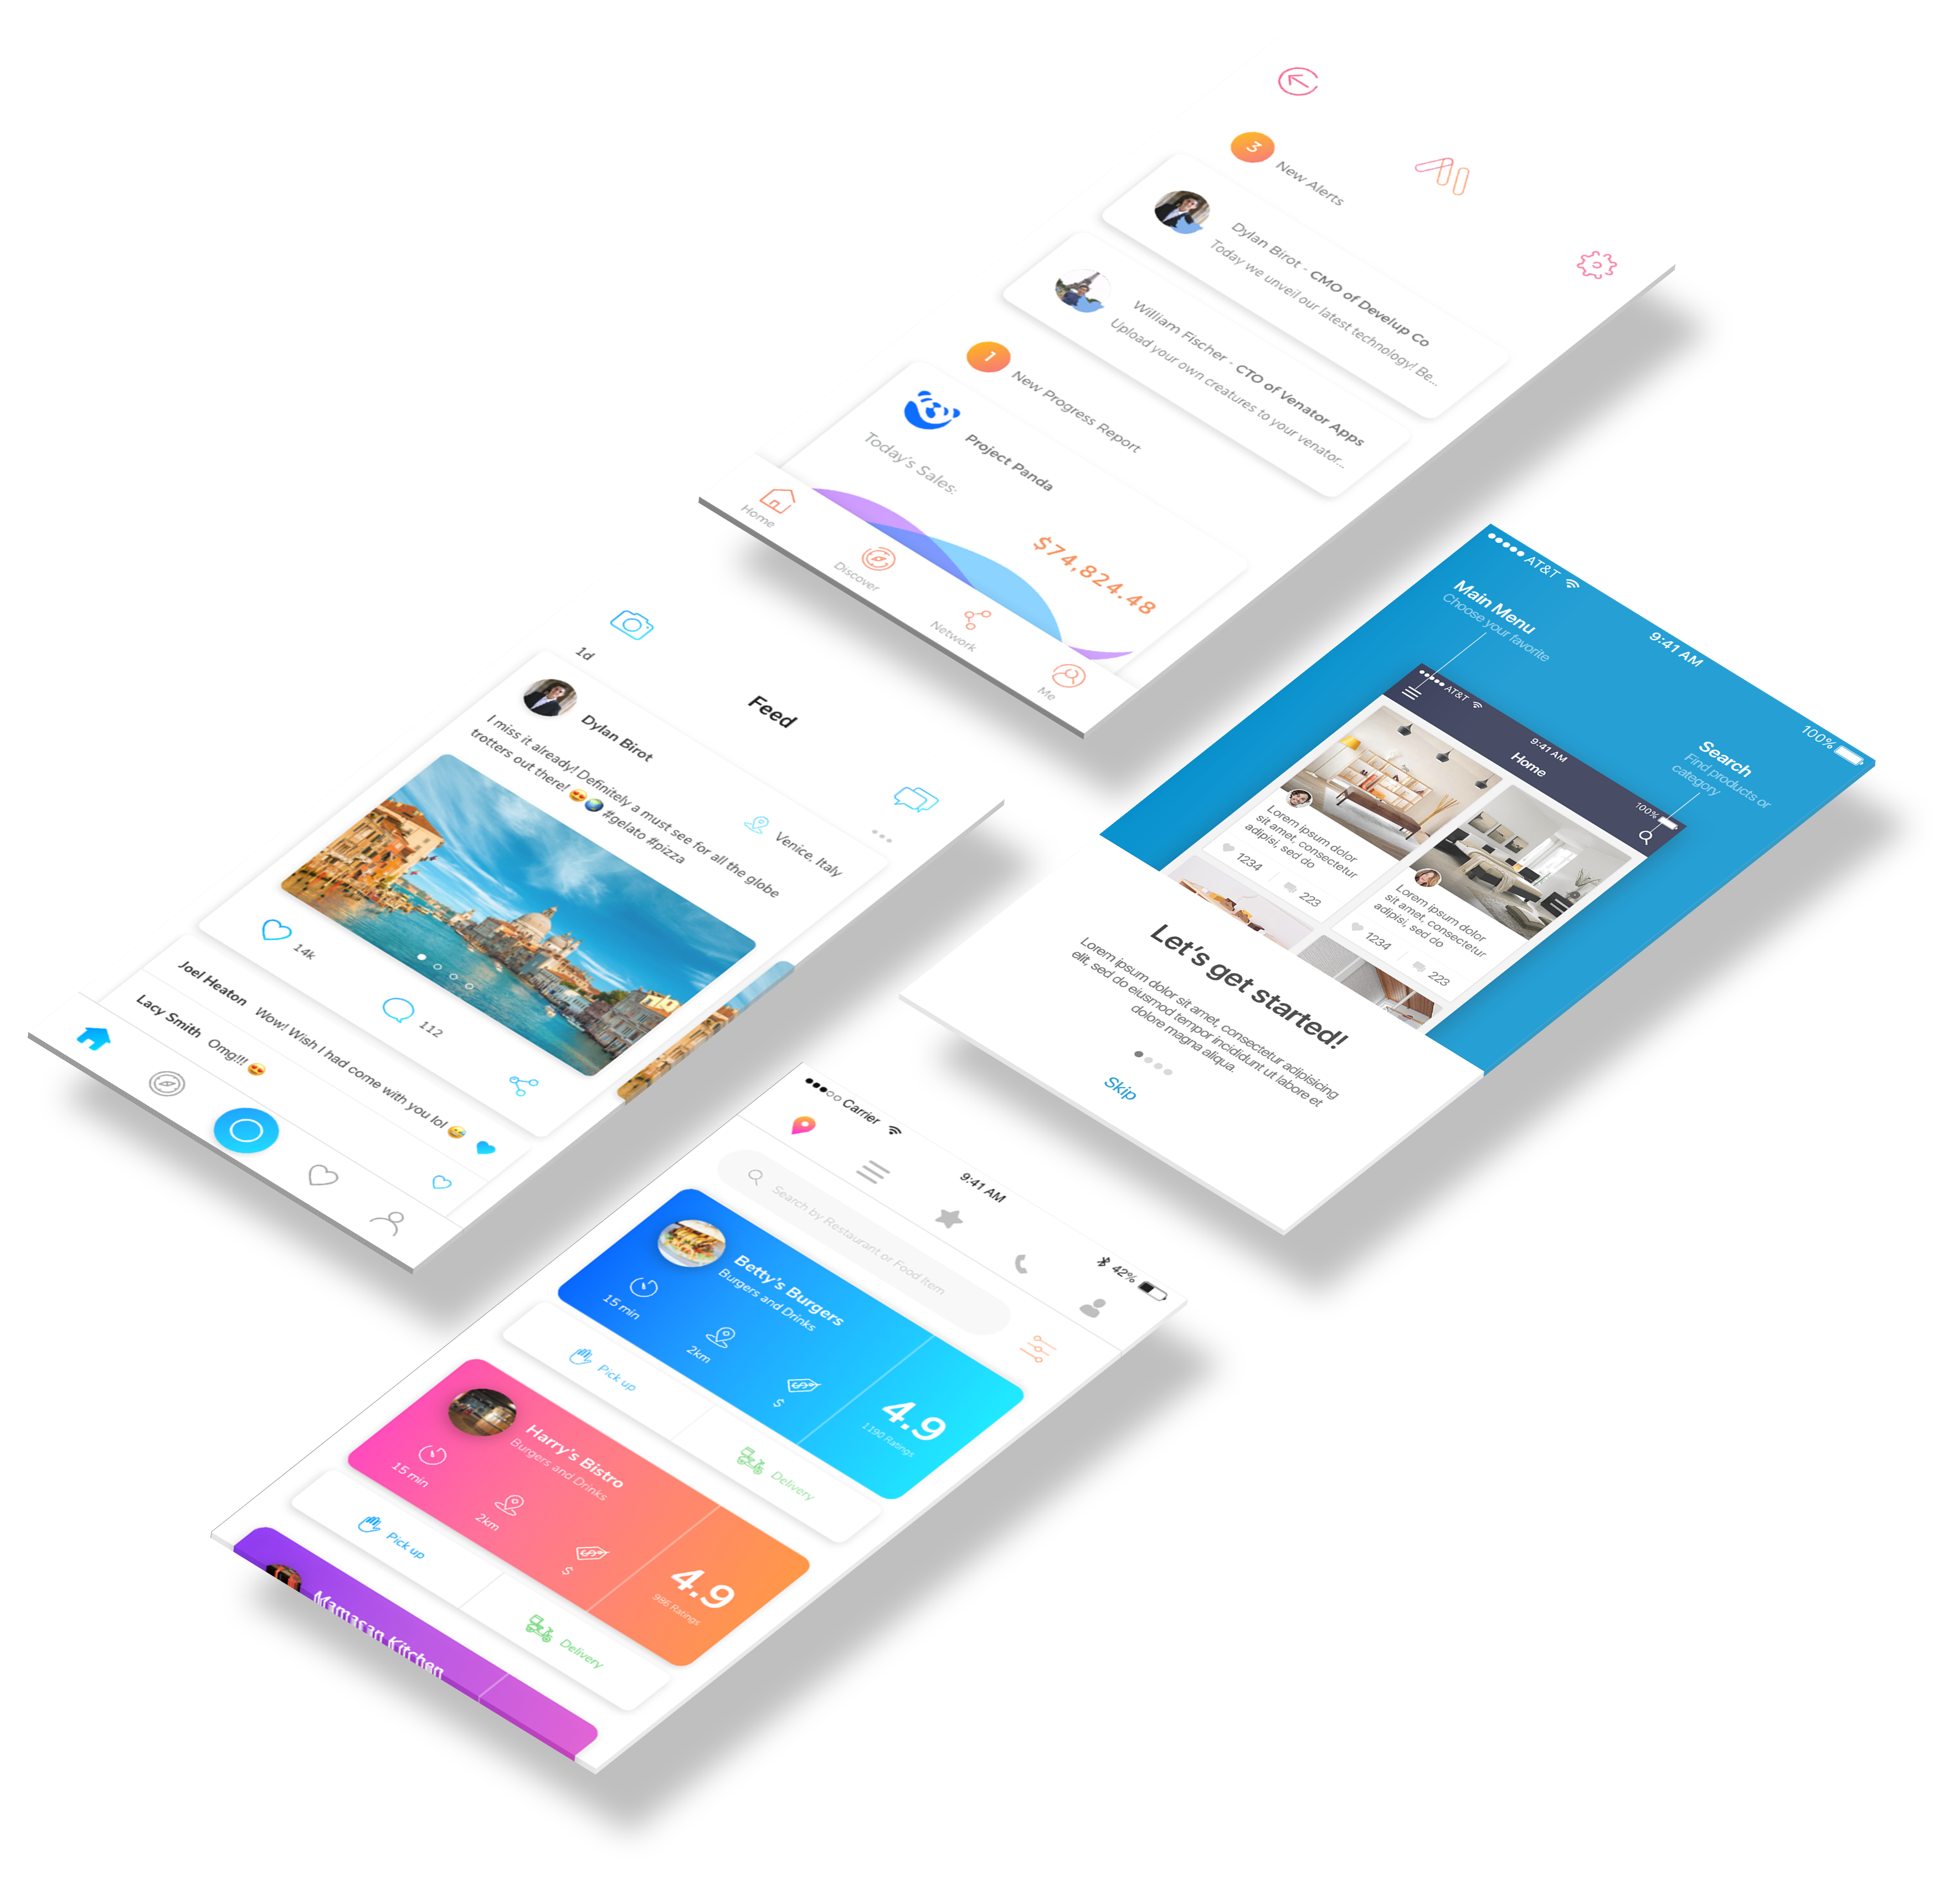 3
New Alerts
Dylan Birot - CMO of Develup Co
Today we unveil our latest technology! Be...
William Fischer - CTO of Venator Apps
Upload your own creatures to your venator...
1
New Progress Report
Project Panda
Today's Sales:
$74,824.48
Home
Discover
Network
Me
Feed
1d
Dylan Birot
Venice, Italy
I miss it already! Definitely a must see for all the globe
trotters out there! 😍🌍 #gelato #pizza
14k
112
Joel Heaton Wow! Wish I had come with you lol 😅
Lacy Smith Omg!!! 😍
AT&T
9:41 AM
100%
Main Menu
Choose your favorite
Search
Find products or
category
AT&T
9:41 AM
100%
Home
Lorem ipsum dolor
sit amet, consectetur
adipisi, sed do
1234
223
Lorem ipsum dolor
sit amet, consectetur
adipisi, sed do
1234
223
Let's get started!
Lorem ipsum dolor sit amet, consectetur adipisicing
elit, sed do eiusmod tempor incididunt ut labore et
dolore magna aliqua.
Skip
Carrier
9:41 AM
42%
Search by Restaurant or Food Item
Betty's Burgers
Burgers and Drinks
15 min
2km
$
4.9
1190 Ratings
Pick up
Delivery
Harry's Bistro
Burgers and Drinks
15 min
2km
$
4.9
986 Ratings
Pick up
Delivery
Mamasan Kitchen